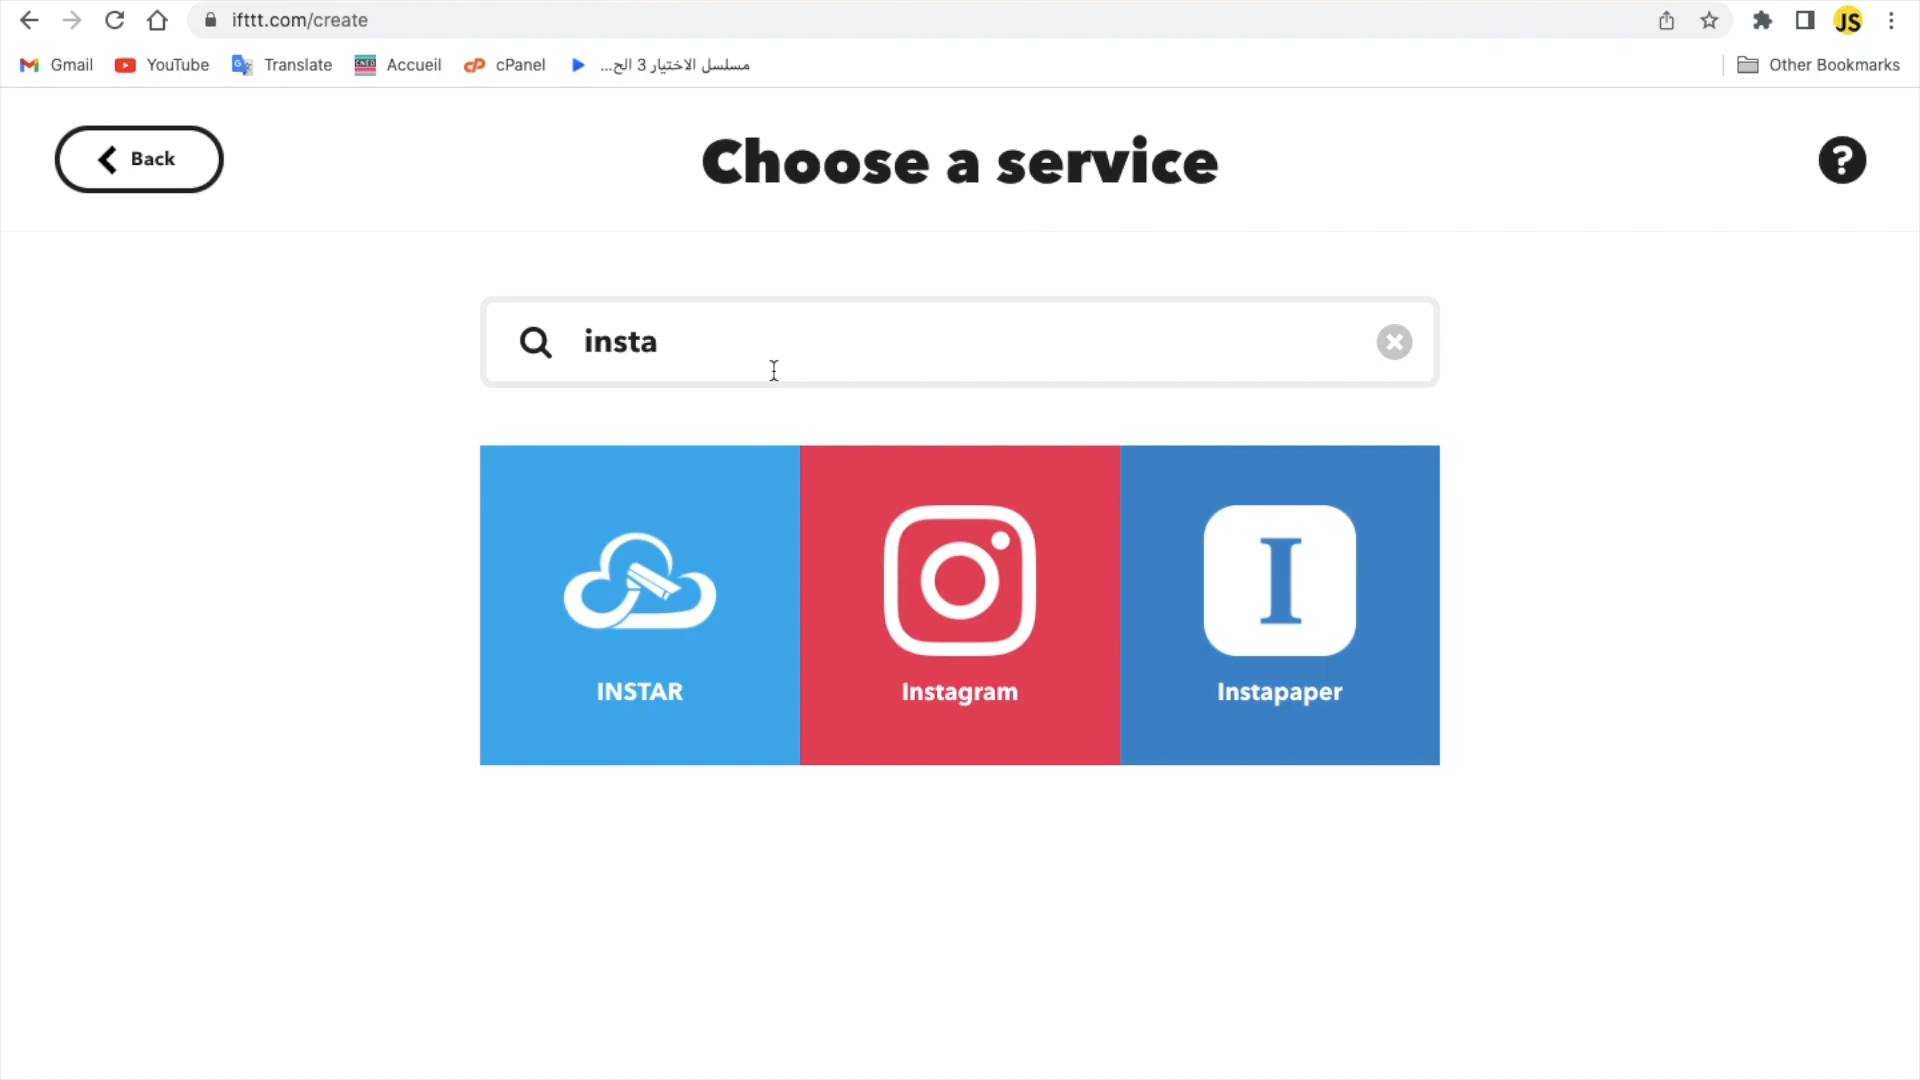 ifttt.com/create
JS
Gmail
YouTube
Translate
CNED
Accueil
cPanel
مسلسل الاختيار 3 الح...
Other Bookmarks
Back
Choose a service
?
insta
INSTAR
Instagram
I
Instapaper